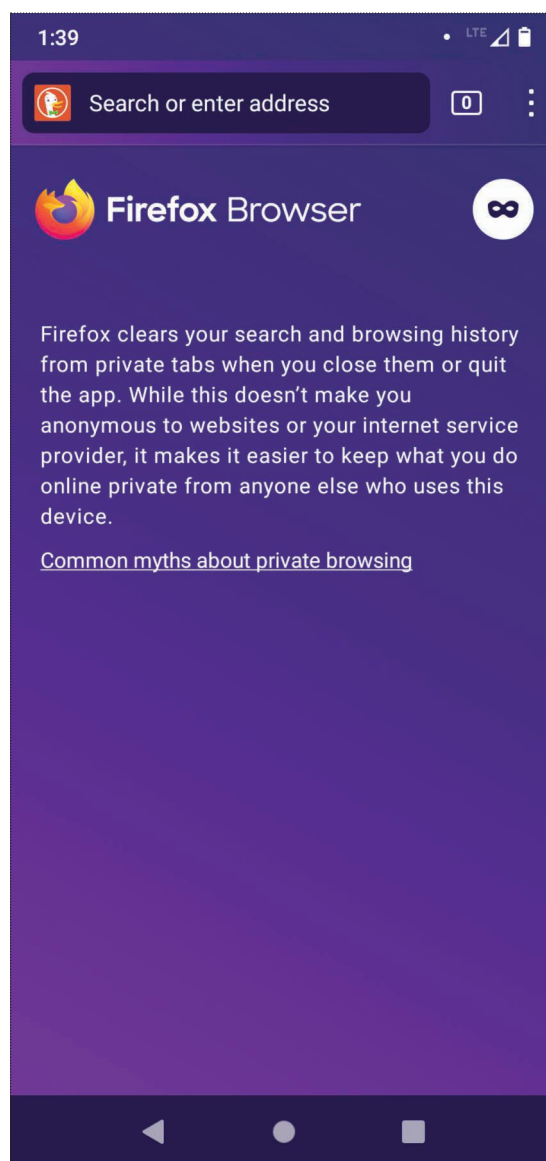 1:39
LTE
Search or enter address
0
Firefox Browser
Firefox clears your search and browsing history
from private tabs when you close them or quit
the app. While this doesn’t make you
anonymous to websites or your internet service
provider, it makes it easier to keep what you do
online private from anyone else who uses this
device.
Common myths about private browsing